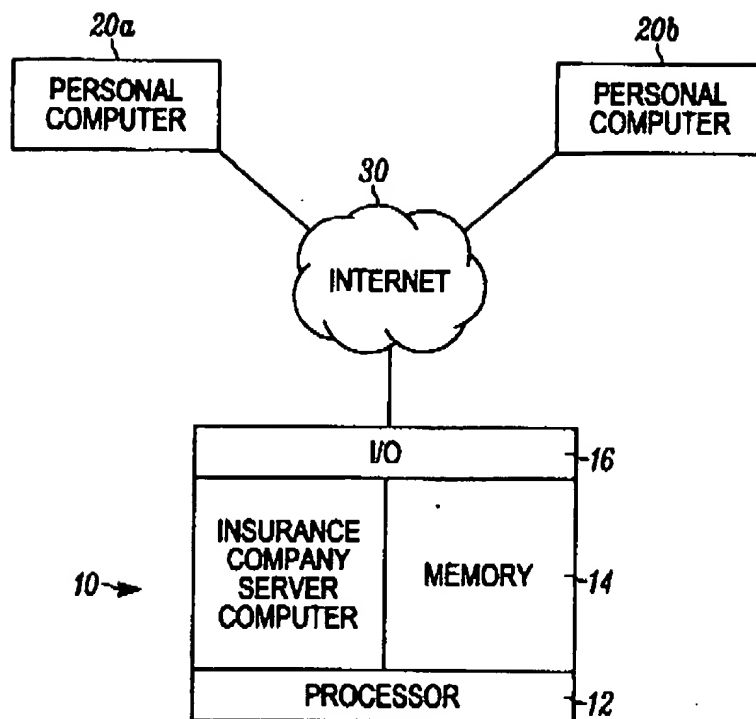 20a
20b
PERSONAL
COMPUTER
PERSONAL
COMPUTER
30
INTERNET
I/O
16
INSURANCE
COMPANY
SERVER
COMPUTER
MEMORY
10
14
PROCESSOR
12